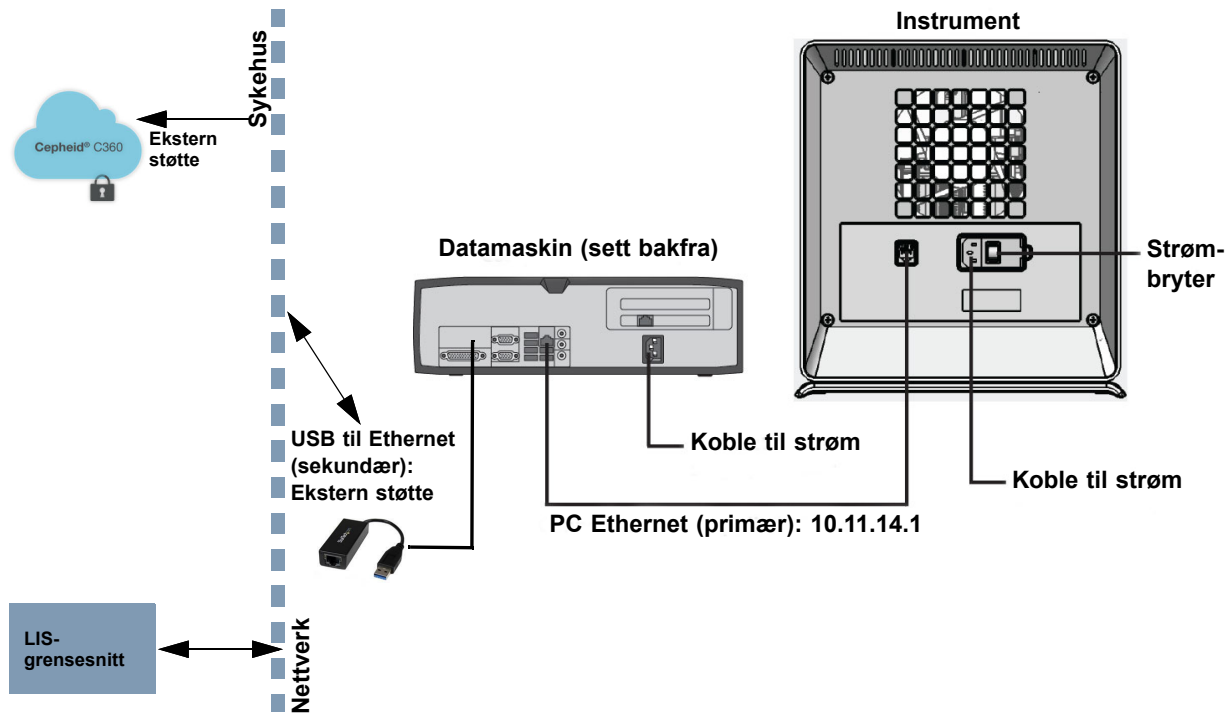 Instrument
Sykehus
Cepheid® C360
Ekstern
støtte
Datamaskin (sett bakfra)
Strøm-
bryter
USB til Ethernet
(sekundær):
Ekstern støtte
Koble til strøm
Koble til strøm
PC Ethernet (primær): 10.11.14.1
LIS-
grensesnitt
Nettverk